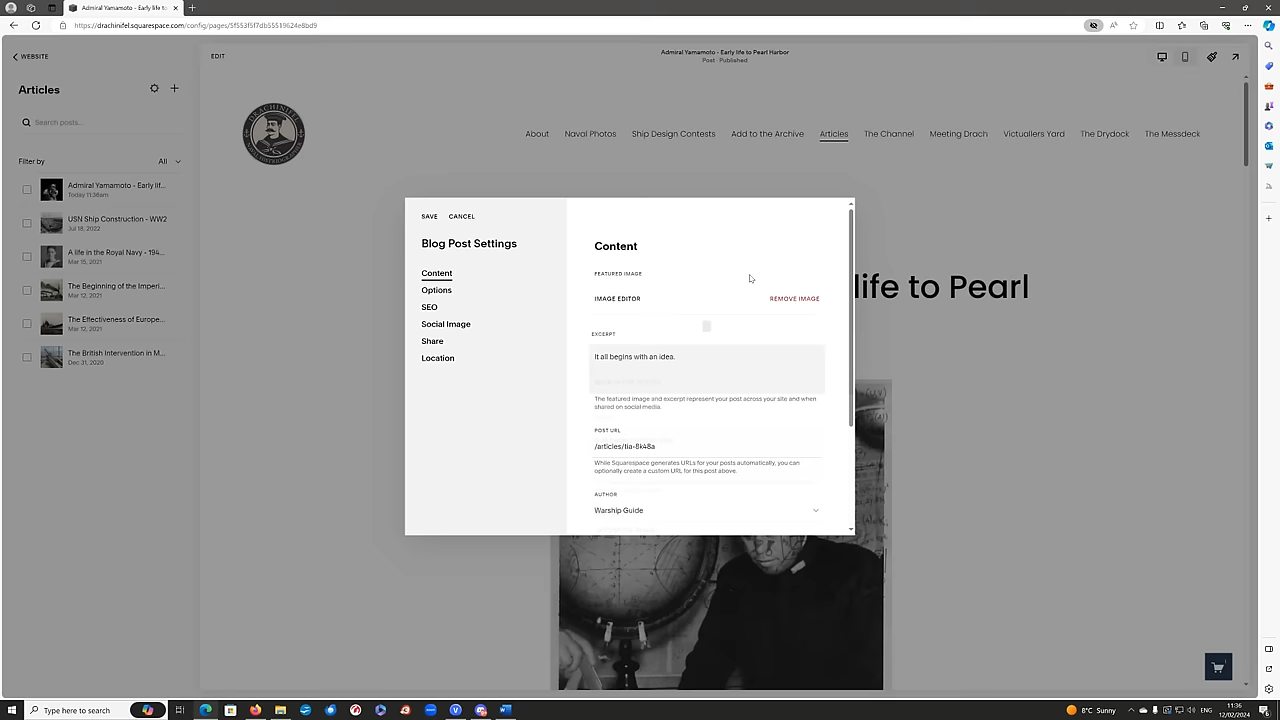 Admiral Yamamoto - Early life to
https://drachinifel.squarespace.com/config/pages/5f553f5f7db55519624e8bd9
WEBSITE
EDIT
Admiral Yamamoto - Early life to Pearl Harbor
Post · Published
Articles
Search posts...
Filter by
All
Admiral Yamamoto - Early lif...
Today 11:36am
USN Ship Construction - WW2
Jul 18, 2022
A life in the Royal Navy - 194...
Mar 15, 2021
The Beginning of the Imperi...
Mar 12, 2021
The Effectiveness of Europe...
Mar 12, 2021
The British Intervention in M...
Dec 31, 2020
DRACHINIFEL
About
Naval Photos
Ship Design Contests
Add to the Archive
Articles
The Channel
Meeting Drach
Victuallers Yard
The Drydock
The Messdeck
life to Pearl
SAVE
CANCEL
Blog Post Settings
Content
Options
SEO
Social Image
Share
Location
Content
FEATURED IMAGE
IMAGE EDITOR
REMOVE IMAGE
EXCERPT
It all begins with an idea.
The featured image and excerpt represent your post across your site and when
shared on social media.
POST URL
/articles/tia-8k48a
While Squarespace generates URLs for your posts automatically, you can
optionally create a custom URL for this post above.
AUTHOR
Warship Guide
Type here to search
8°C Sunny
ENG
11:36
12/02/2024